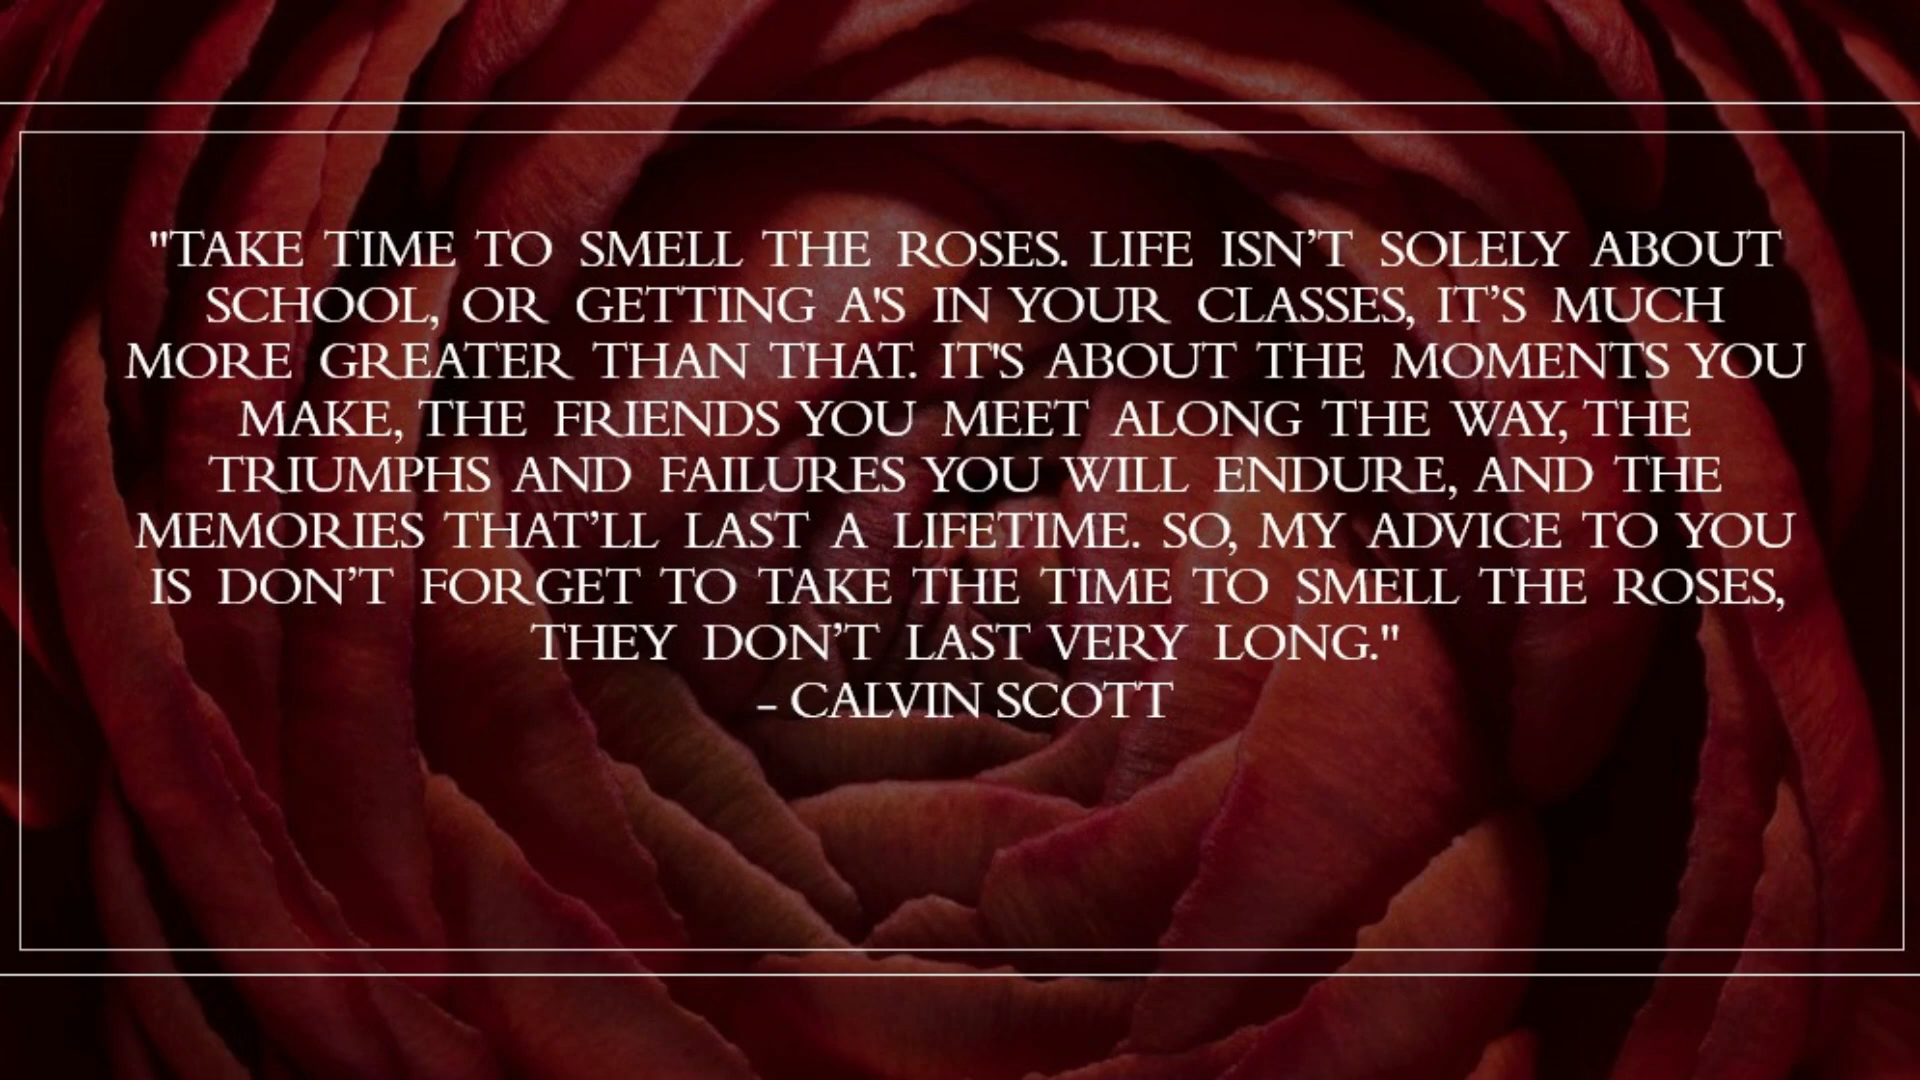 "TAKE TIME TO SMELL THE ROSES. LIFE ISN’T SOLELY ABOUT
SCHOOL, OR GETTING A'S IN YOUR CLASSES, IT’S MUCH
MORE GREATER THAN THAT. IT'S ABOUT THE MOMENTS YOU
MAKE, THE FRIENDS YOU MEET ALONG THE WAY, THE
TRIUMPHS AND FAILURES YOU WILL ENDURE, AND THE
MEMORIES THAT’LL LAST A LIFETIME. SO, MY ADVICE TO YOU
IS DON’T FORGET TO TAKE THE TIME TO SMELL THE ROSES,
THEY DON’T LAST VERY LONG."
– CALVIN SCOTT